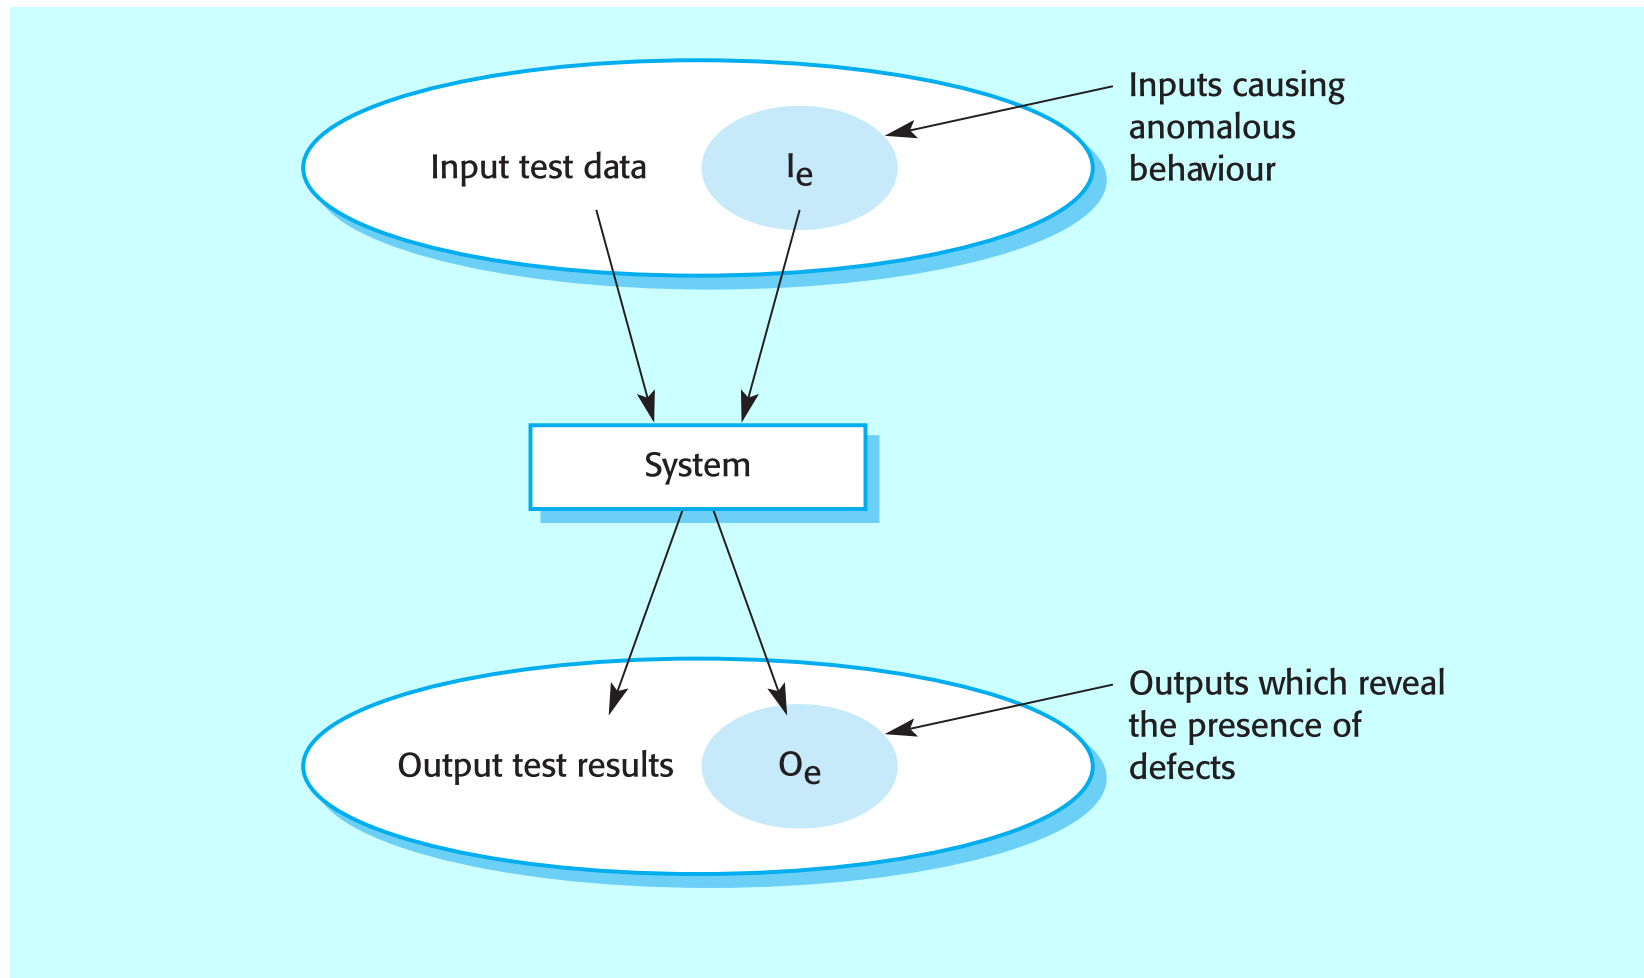 Inputs causing
anomalous
behaviour
Input test data
Ie
System
Outputs which reveal
the presence of
defects
Output test results
Oe